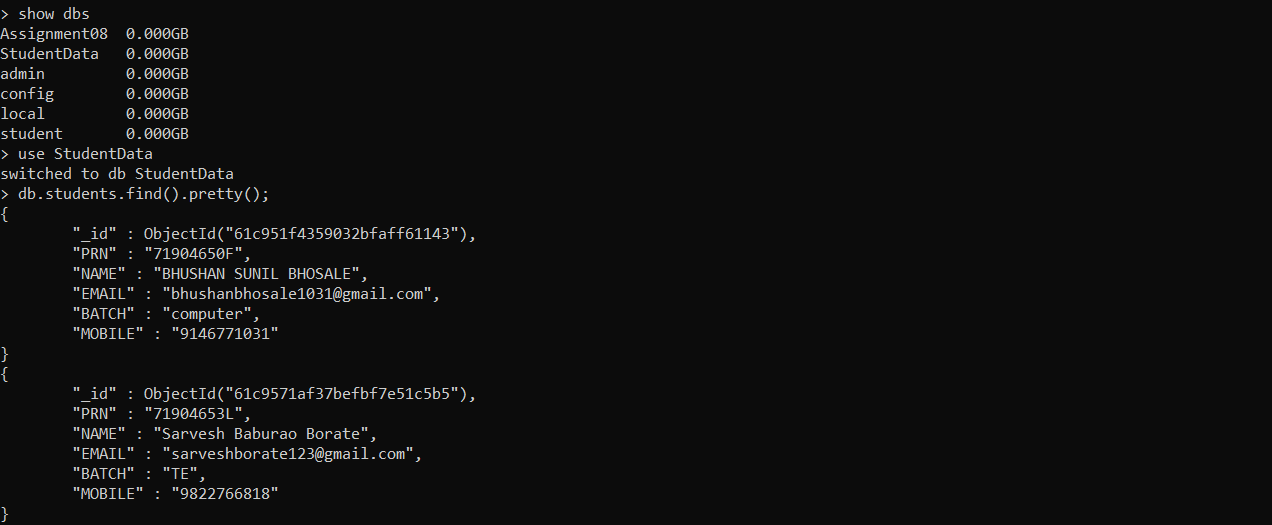 > show dbs
Assignment08  0.000GB
StudentData   0.000GB
admin         0.000GB
config        0.000GB
local         0.000GB
student       0.000GB
> use StudentData
switched to db StudentData
> db.students.find().pretty();
{
        "_id" : ObjectId("61c951f4359032bfaff61143"),
        "PRN" : "71904650F",
        "NAME" : "BHUSHAN SUNIL BHOSALE",
        "EMAIL" : "bhushanbhosale1031@gmail.com",
        "BATCH" : "computer",
        "MOBILE" : "9146771031"
}
{
        "_id" : ObjectId("61c9571af37befbf7e51c5b5"),
        "PRN" : "71904653L",
        "NAME" : "Sarvesh Baburao Borate",
        "EMAIL" : "sarveshborate123@gmail.com",
        "BATCH" : "TE",
        "MOBILE" : "9822766818"
}